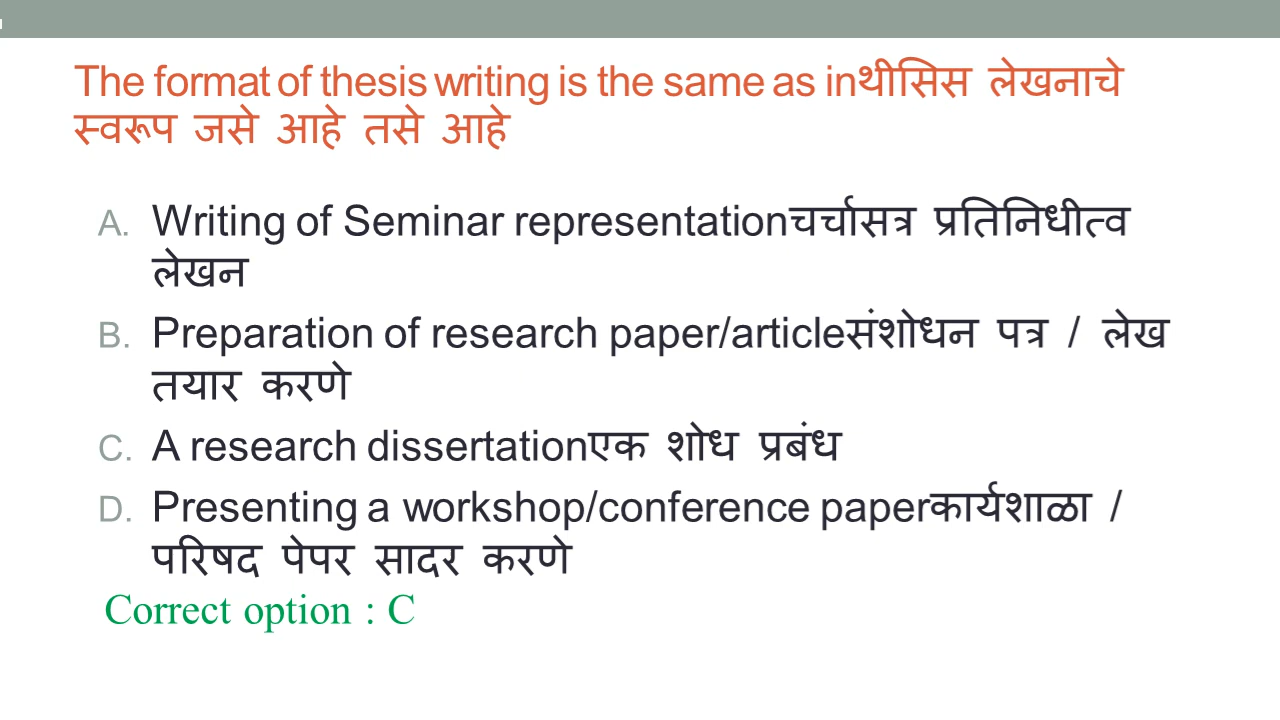 The format of thesis writing is the same as inथीसिस लेखनाचे
स्वरूप जसे आहे तसे आहे
A. Writing of Seminar representationचर्चासत्र प्रतिनिधीत्व
लेखन
B. Preparation of research paper/articleसंशोधन पत्र / लेख
तयार करणे
C. A research dissertationएक शोध प्रबंध
D. Presenting a workshop/conference paperकार्यशाळा /
परिषद पेपर सादर करणे
Correct option : C